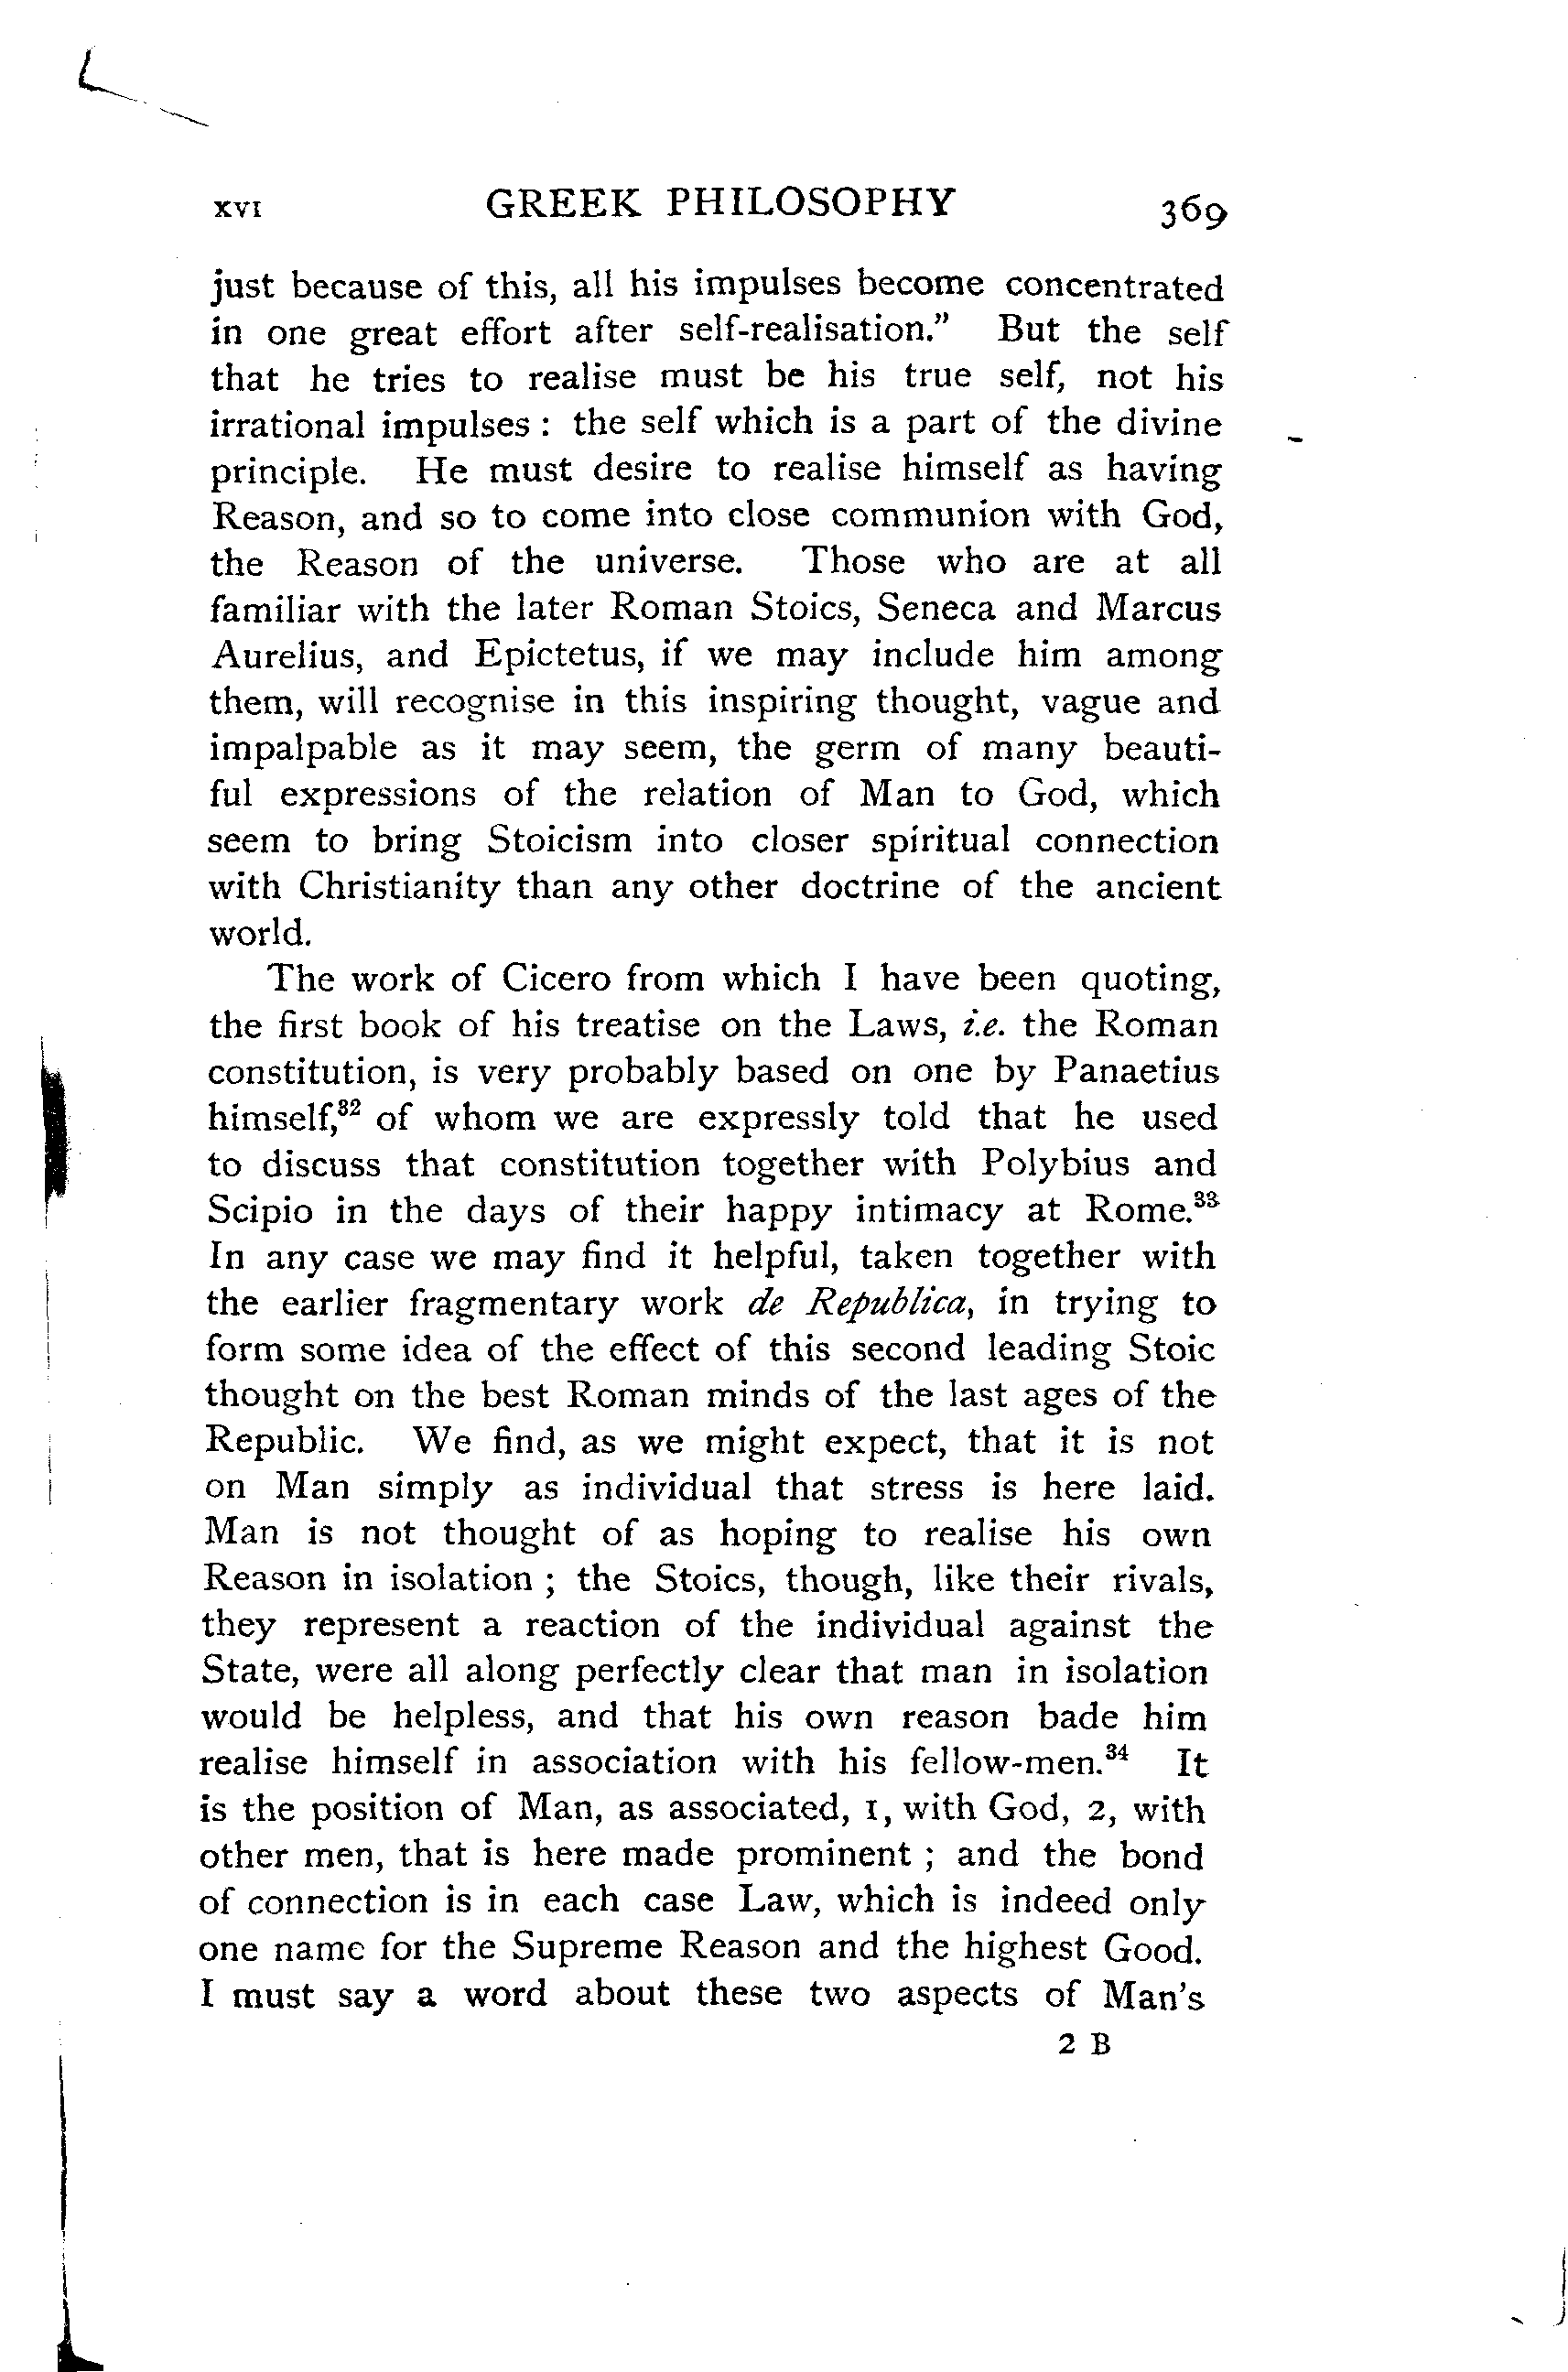 xvi GREEK PHILOSOPHY 369
just because of this, all his impulses become concentrated
in one great effort after self-realisation.” But the self
that he tries to realise must be his true self, not his
irrational impulses : the self which is a part of the divine
principle. He must desire to realise himself as having
Reason, and so to come into close communion with God,
the Reason of the universe. Those who are at all
familiar with the later Roman Stoics, Seneca and Marcus
Aurelius, and Epictetus, if we may include him among
them, will recognise in this inspiring thought, vague and
impalpable as it may seem, the germ of many beauti-
ful expressions of the relation of Man to God, which
seem to bring Stoicism into closer spiritual connection
with Christianity than any other doctrine of the ancient
world.
The work of Cicero from which I have been quoting,
the first book of his treatise on the Laws, i.e. the Roman
constitution, is very probably based on one by Panaetius
himself,³² of whom we are expressly told that he used
to discuss that constitution together with Polybius and
Scipio in the days of their happy intimacy at Rome.³³
In any case we may find it helpful, taken together with
the earlier fragmentary work de Republica, in trying to
form some idea of the effect of this second leading Stoic
thought on the best Roman minds of the last ages of the
Republic. We find, as we might expect, that it is not
on Man simply as individual that stress is here laid.
Man is not thought of as hoping to realise his own
Reason in isolation ; the Stoics, though, like their rivals,
they represent a reaction of the individual against the
State, were all along perfectly clear that man in isolation
would be helpless, and that his own reason bade him
realise himself in association with his fellow-men.³⁴ It
is the position of Man, as associated, 1, with God, 2, with
other men, that is here made prominent ; and the bond
of connection is in each case Law, which is indeed only
one name for the Supreme Reason and the highest Good.
I must say a word about these two aspects of Man's
2 B